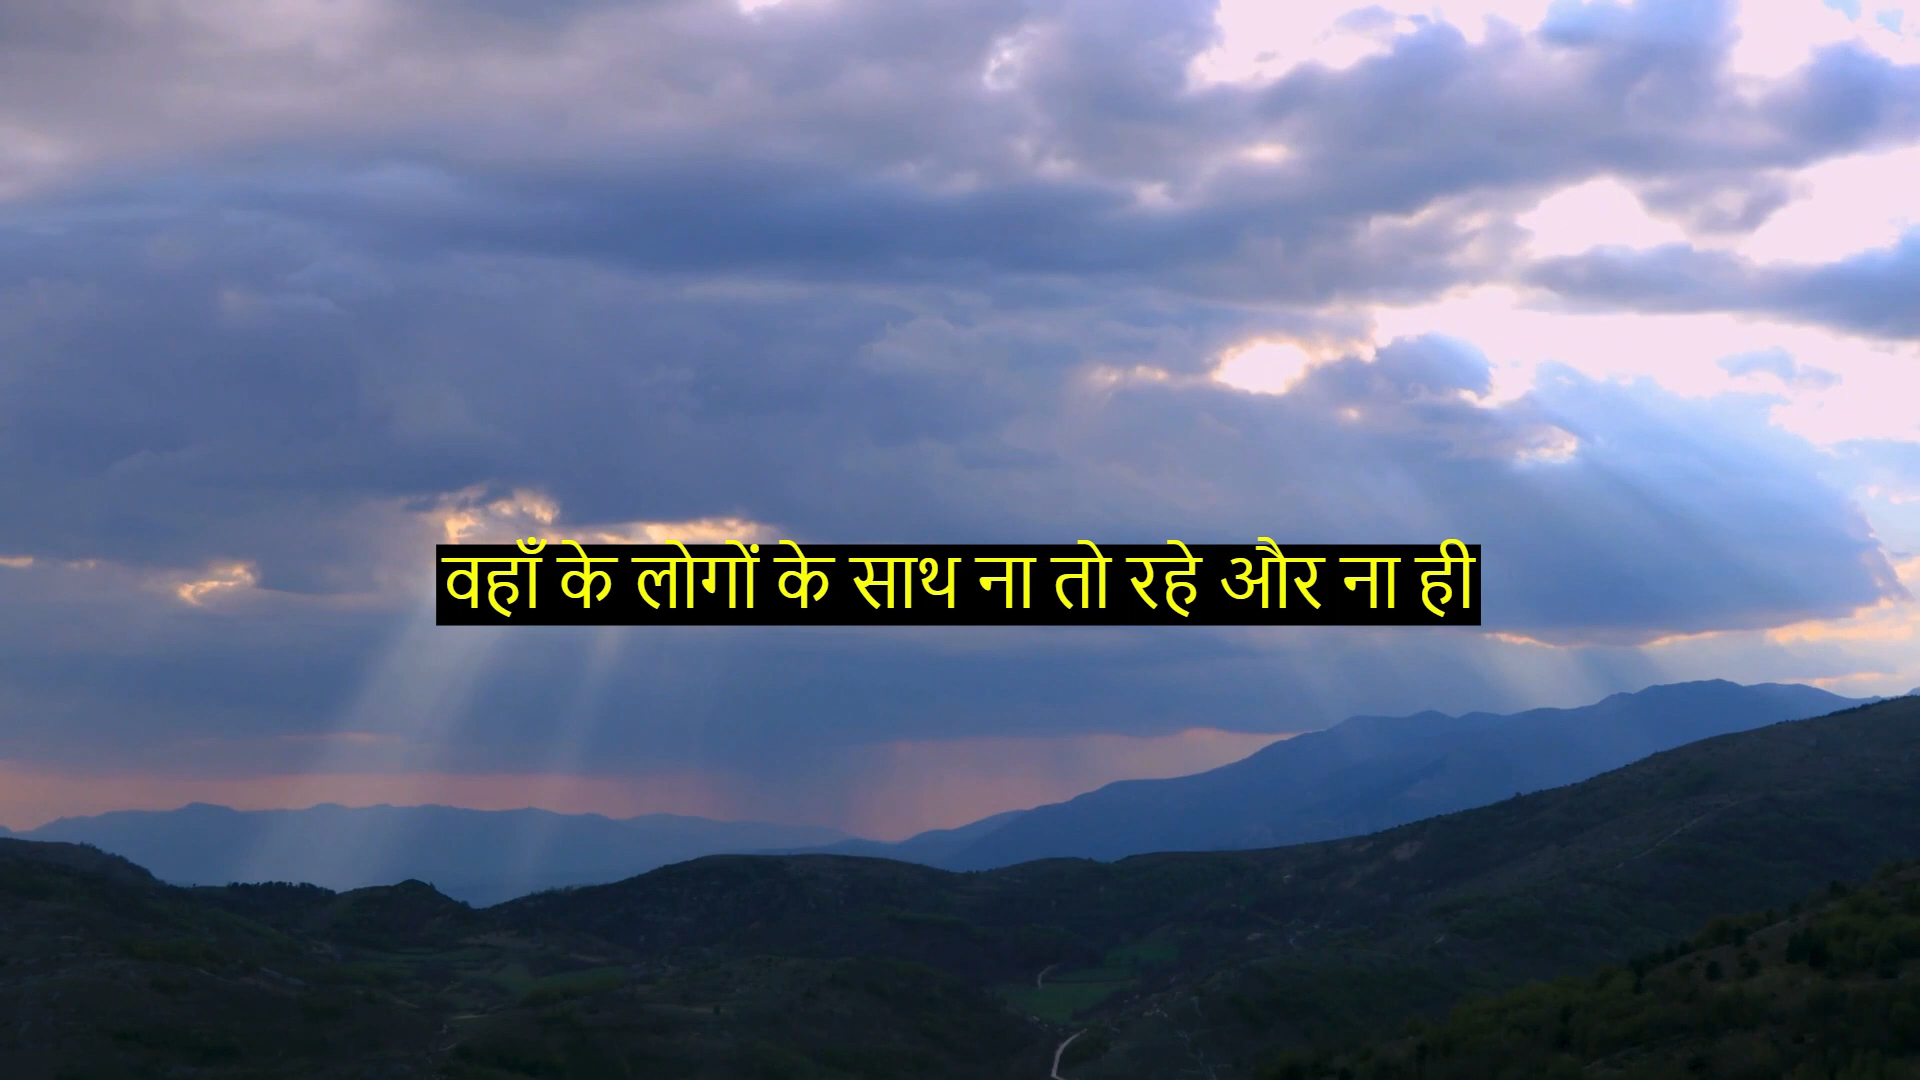 वहाँ के लोगों के साथ ना तो रहे और ना ही